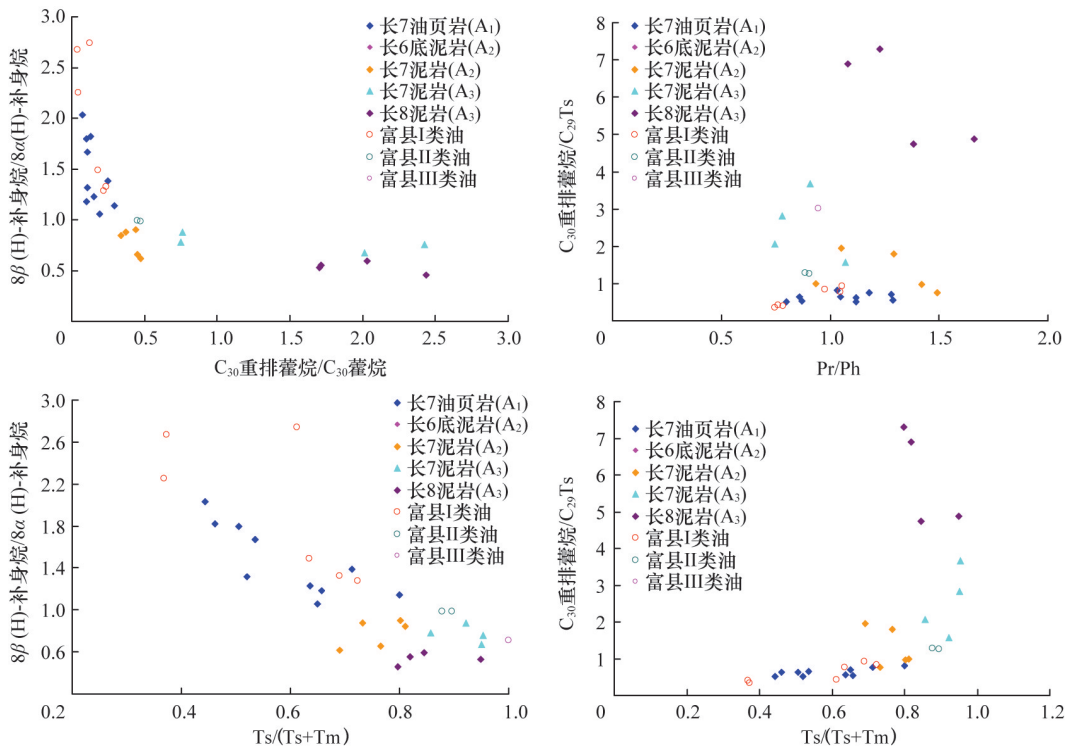 8β (H)-补身烷/8α(H)-补身烷
3.0
2.5
2.0
1.5
1.0
0.5
0
0.5
1.0
1.5
2.0
2.5
3.0
C₃₀重排藿烷/C₃₀藿烷
长7油页岩(A₁)
长6底泥岩(A₂)
长7泥岩(A₂)
长7泥岩(A₃)
长8泥岩(A₃)
富县I类油
富县II类油
富县III类油
C₃₀重排藿烷/C₂₉Ts
8
7
6
5
4
3
2
1
0
0
0.5
1.0
1.5
2.0
Pr/Ph
长7油页岩(A₁)
长6底泥岩(A₂)
长7泥岩(A₂)
长7泥岩(A₃)
长8泥岩(A₃)
富县I类油
富县II类油
富县III类油
8β (H)-补身烷/8α (H)-补身烷
3.0
2.6
2.2
1.8
1.4
1.0
0.6
0.2
0.2
0.4
0.6
0.8
1.0
Ts/(Ts+Tm)
长7油页岩(A₁)
长6底泥岩(A₂)
长7泥岩(A₂)
长7泥岩(A₃)
长8泥岩(A₃)
富县I类油
富县II类油
富县III类油
C₃₀重排藿烷/C₂₉Ts
8
7
6
5
4
3
2
1
0
0.2
0.4
0.6
0.8
1.0
1.2
Ts/(Ts+Tm)
长7油页岩(A₁)
长6底泥岩(A₂)
长7泥岩(A₂)
长7泥岩(A₃)
长8泥岩(A₃)
富县I类油
富县II类油
富县III类油